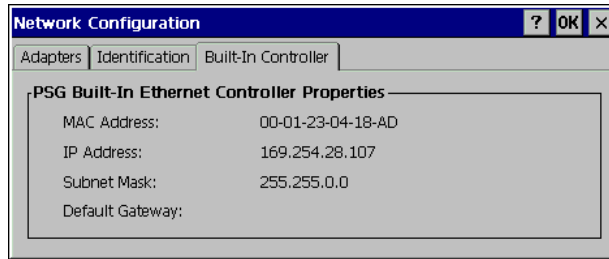 Network Configuration ? OK ×
Adapters Identification Built-In Controller
PSG Built-In Ethernet Controller Properties
MAC Address: 00-01-23-04-18-AD
IP Address: 169.254.28.107
Subnet Mask: 255.255.0.0
Default Gateway: